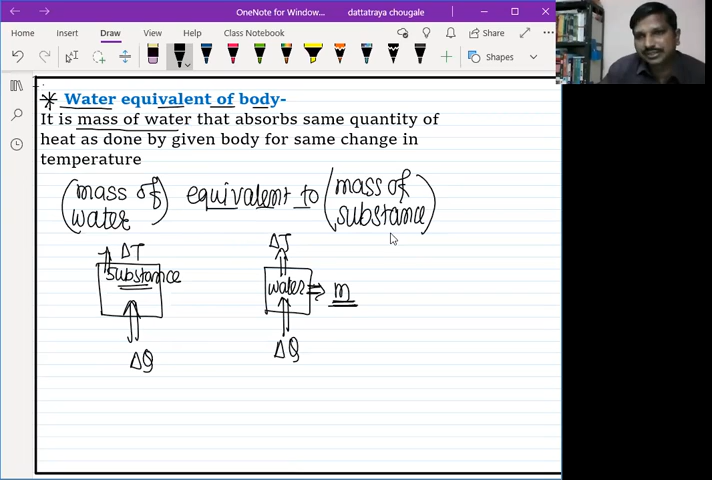 OneNote for Window... dattatraya chougale
Home Insert Draw View Help Class Notebook Share
Shapes
* Water equivalent of body-
It is mass of water that absorbs same quantity of
heat as done by given body for same change in
temperature
(mass of water) equivalent to (mass of substance)
ΔT ΔT
substance water ⇒ m
ΔQ ΔQ